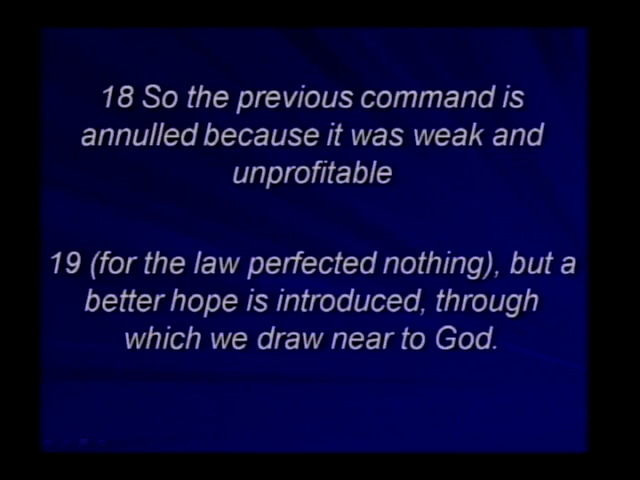 18 So the previous command is
annulled because it was weak and
unprofitable
19 (for the law perfected nothing), but a
better hope is introduced, through
which we draw near to God.